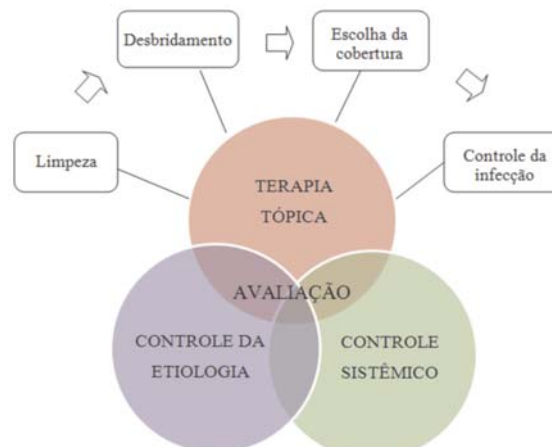 Desbridamento
Escolha da
cobertura
Limpeza
Controle da
infecção
TERAPIA
TÓPICA
AVALIAÇÃO
CONTROLE DA
ETIOLOGIA
CONTROLE
SISTÊMICO